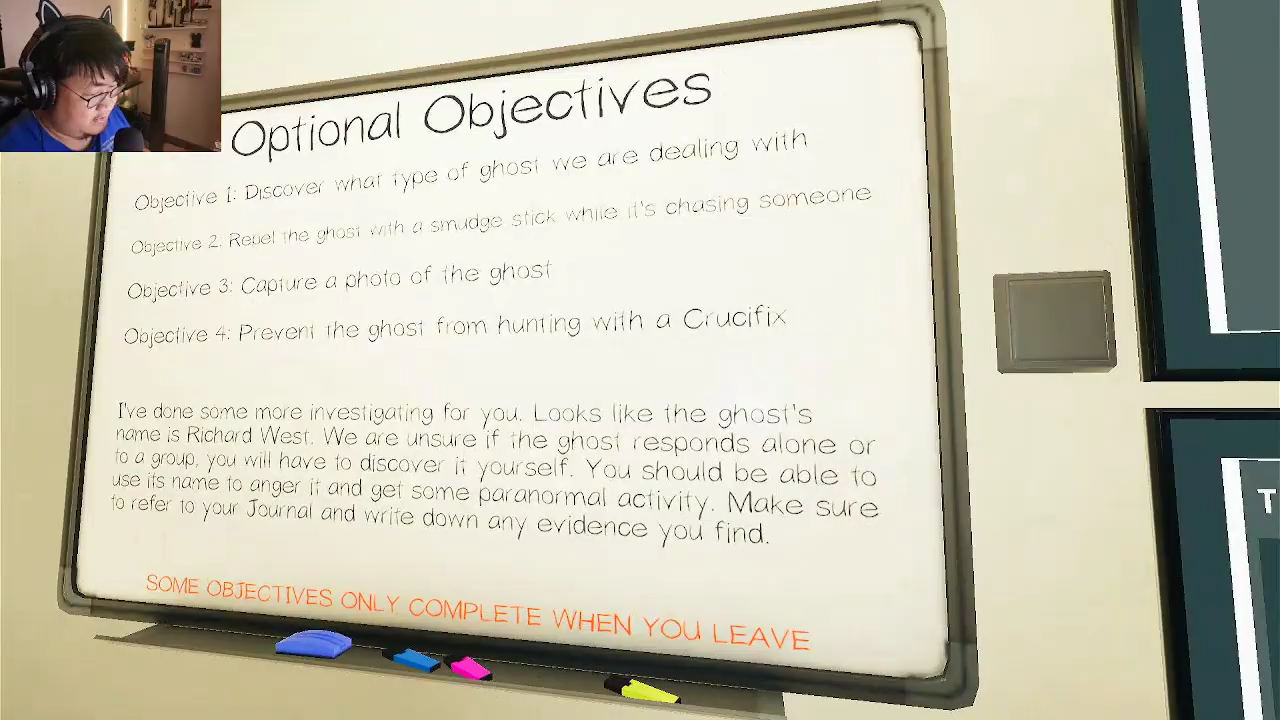 Optional Objectives
Objective 1: Discover what type of ghost we are dealing with
Objective 2: Repel the ghost with a smudge stick while it's chasing someone
Objective 3: Capture a photo of the ghost
Objective 4: Prevent the ghost from hunting with a Crucifix
I've done some more investigating for you. Looks like the ghost's
name is Richard West. We are unsure if the ghost responds alone or
to a group, you will have to discover it yourself. You should be able to
use its name to anger it and get some paranormal activity. Make sure
to refer to your Journal and write down any evidence you find.
SOME OBJECTIVES ONLY COMPLETE WHEN YOU LEAVE
T